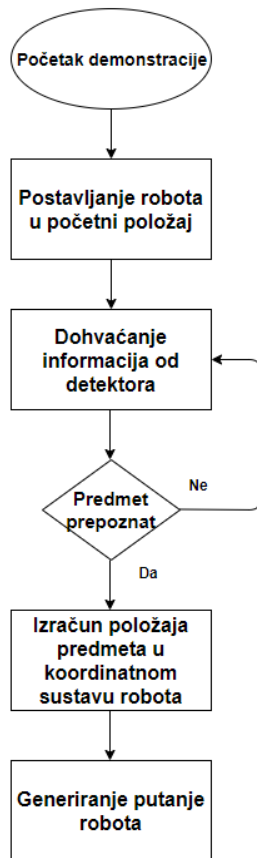 Početak demonstracije
Postavljanje robota
u početni položaj
Dohvaćanje
informacija od
detektora
Predmet
prepoznat
Ne
Da
Izračun položaja
predmeta u
koordinatnom
sustavu robota
Generiranje putanje
robota